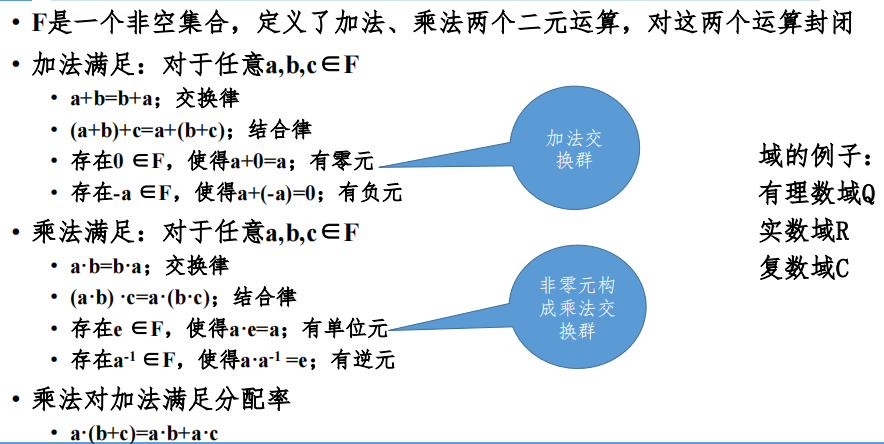 • F是一个非空集合，定义了加法、乘法两个二元运算，对这两个运算封闭
• 加法满足：对于任意a,b,c∈F
• a+b=b+a；交换律
• (a+b)+c=a+(b+c)；结合律
• 存在0 ∈F，使得a+0=a；有零元
• 存在-a ∈F，使得a+(-a)=0；有负元
加法交
换群
• 乘法满足：对于任意a,b,c∈F
• a·b=b·a；交换律
• (a·b) ·c=a·(b·c)；结合律
• 存在e ∈F，使得a·e=a；有单位元
• 存在a⁻¹ ∈F，使得a·a⁻¹ =e；有逆元
非零元构
成乘法交
换群
• 乘法对加法满足分配率
• a·(b+c)=a·b+a·c
域的例子：
有理数域Q
实数域R
复数域C